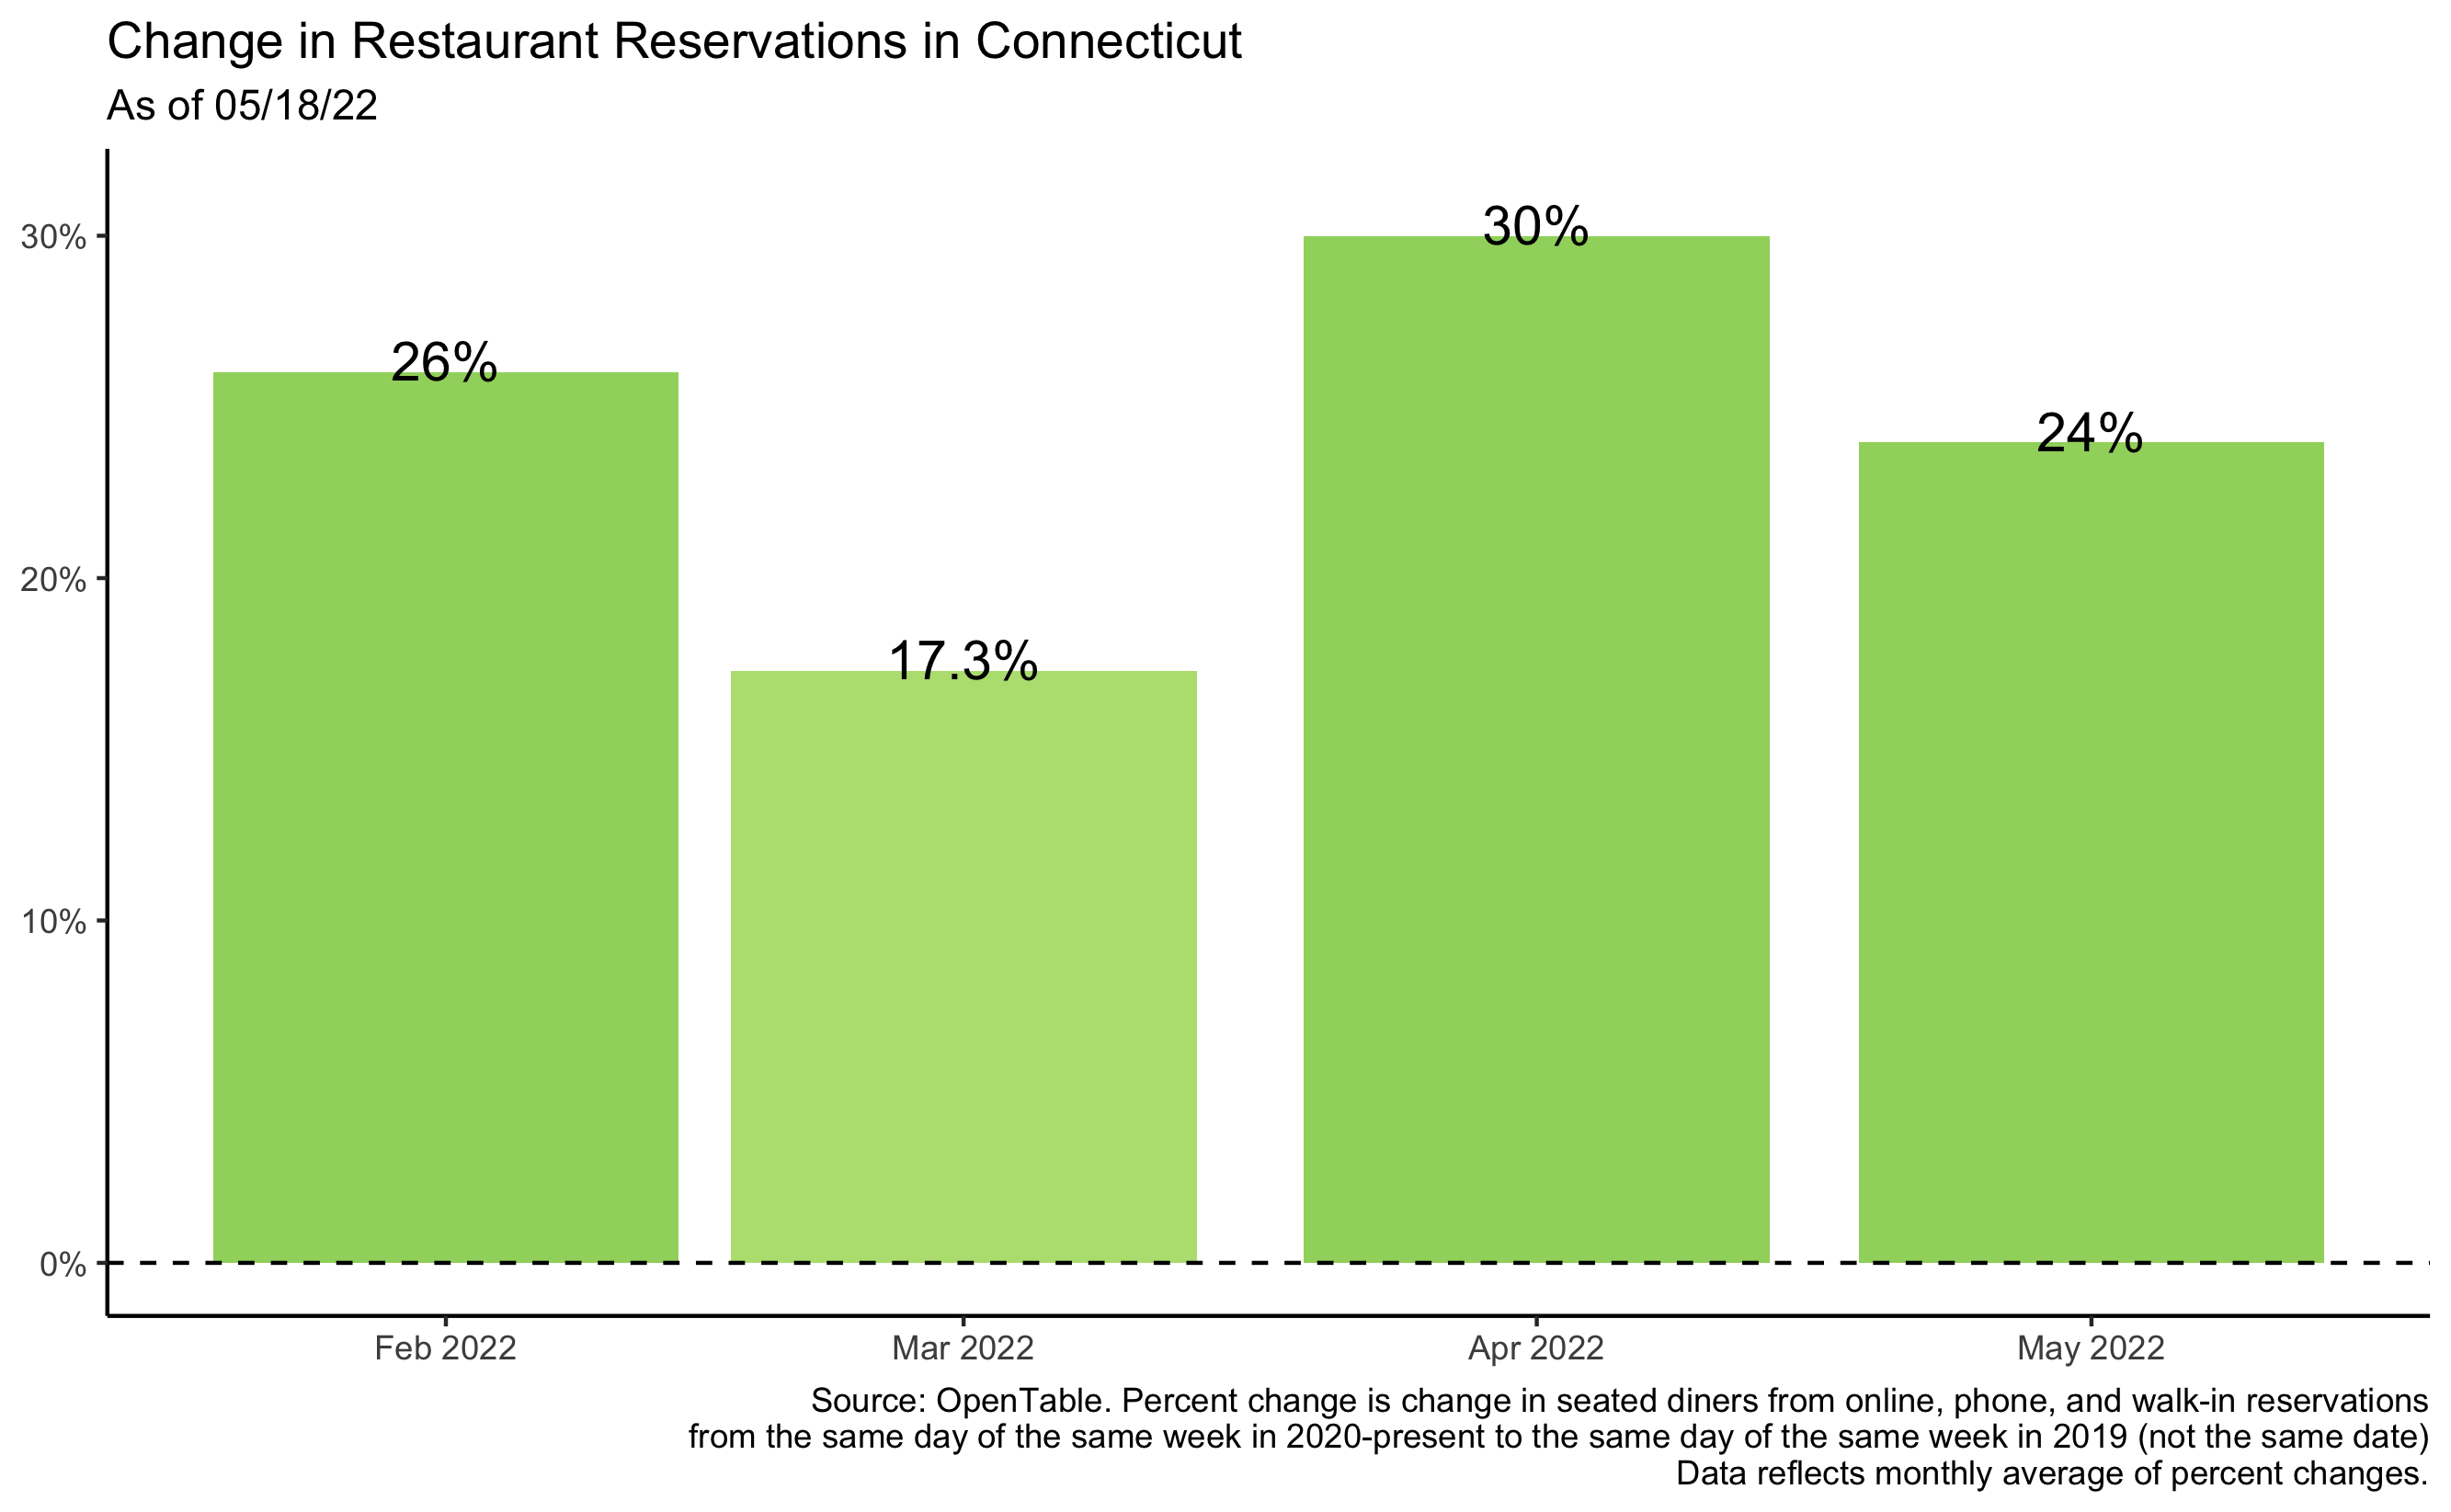 Change in Restaurant Reservations in Connecticut
As of 05/18/22
30%
20%
10%
0%
26%
17.3%
30%
24%
Feb 2022
Mar 2022
Apr 2022
May 2022
Source: OpenTable. Percent change is change in seated diners from online, phone, and walk-in reservations
from the same day of the same week in 2020-present to the same day of the same week in 2019 (not the same date)
Data reflects monthly average of percent changes.